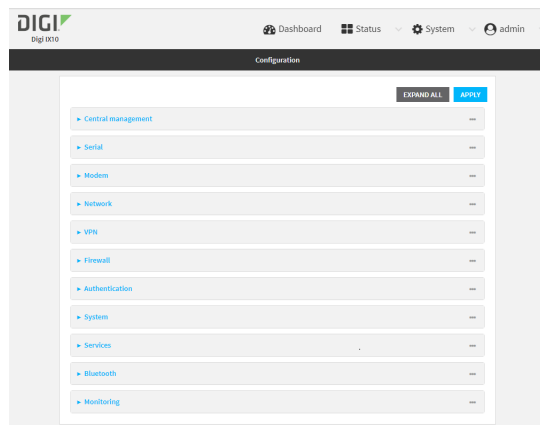 DIGI
Digi IX10
Dashboard Status System admin
Configuration
EXPAND ALL APPLY
Central management
Serial
Modem
Network
VPN
Firewall
Authentication
System
Services
Bluetooth
Monitoring